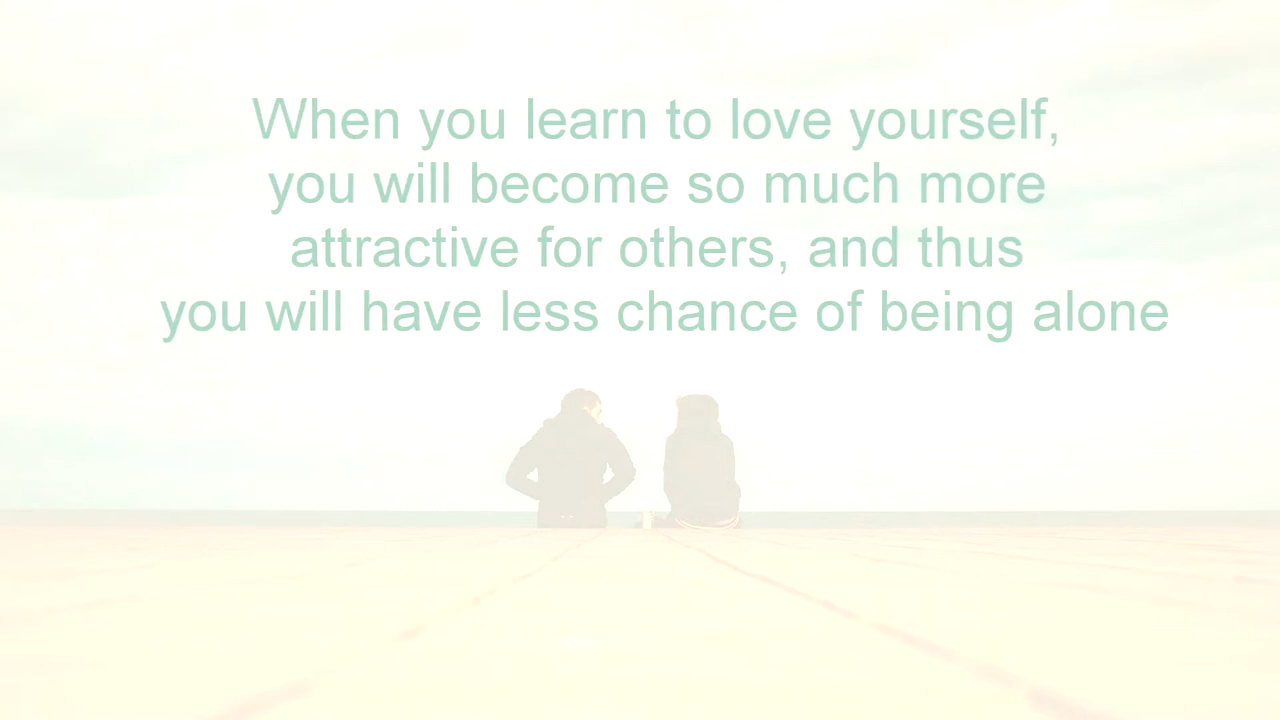 When you learn to love yourself,
you will become so much more
attractive for others, and thus
you will have less chance of being alone